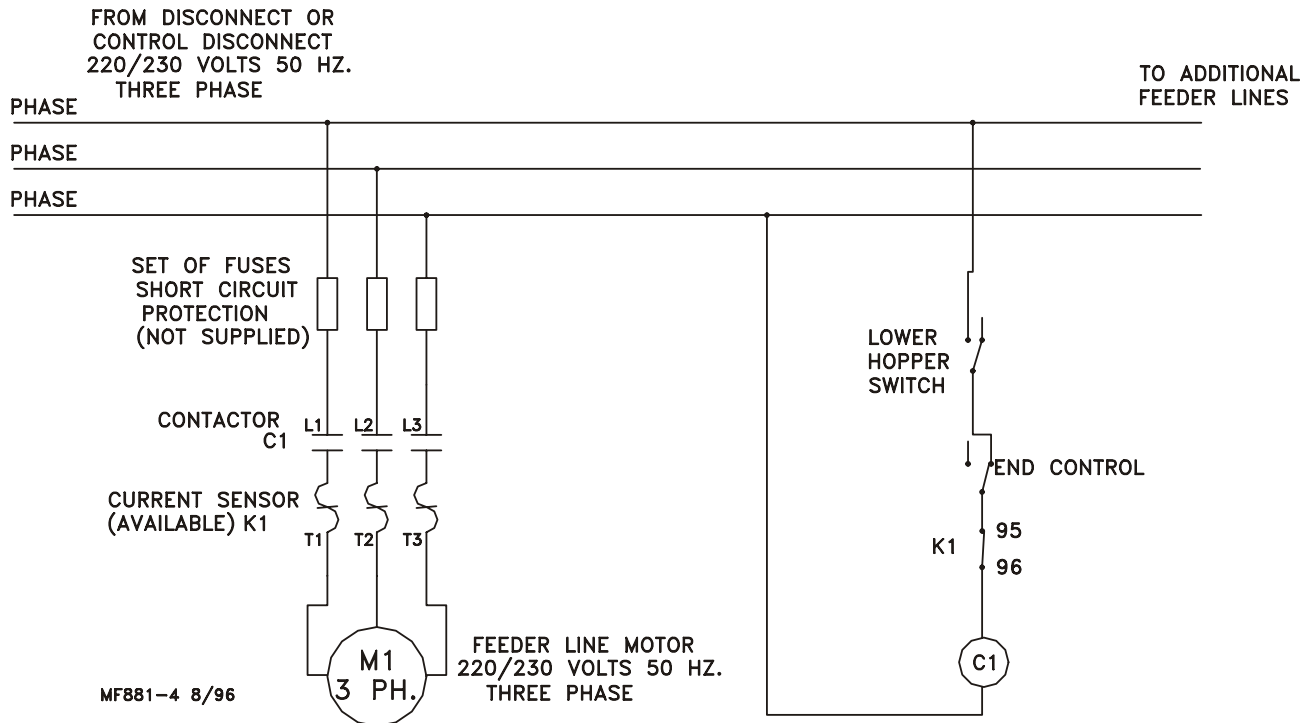 FROM DISCONNECT OR
CONTROL DISCONNECT
220/230 VOLTS 50 HZ.
THREE PHASE
TO ADDITIONAL
FEEDER LINES
PHASE
PHASE
PHASE
SET OF FUSES
SHORT CIRCUIT
PROTECTION
(NOT SUPPLIED)
LOWER
HOPPER
SWITCH
CONTACTOR
C1
L1
L2
L3
END CONTROL
CURRENT SENSOR
(AVAILABLE) K1
T1
T2
T3
K1
95
96
M1
3 PH.
FEEDER LINE MOTOR
220/230 VOLTS 50 HZ.
THREE PHASE
C1
MF881-4 8/96